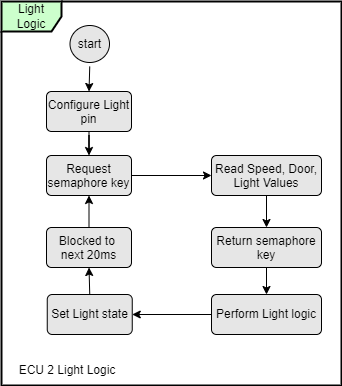 Light
Logic
start
Configure Light
pin
Request
semaphore key
Read Speed, Door,
Light Values
Blocked to
next 20ms
Return semaphore
key
Set Light state
Perform Light logic
ECU 2 Light Logic